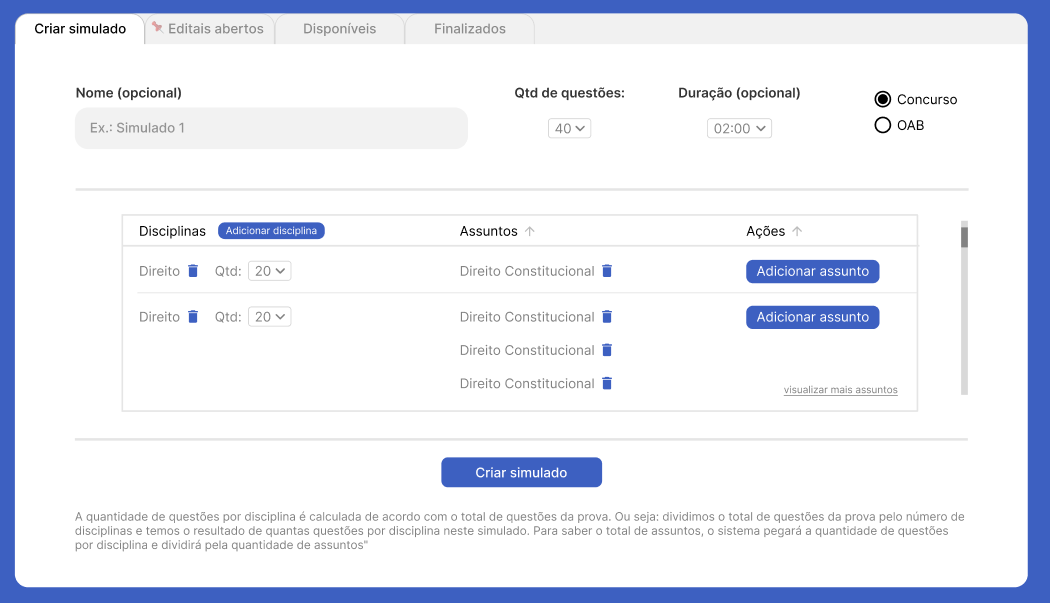 Criar simulado
Editais abertos
Disponíveis
Finalizados
Nome (opcional)
Qtd de questões:
Duração (opcional)
Ex.: Simulado 1
40
02:00
Concurso
OAB
Disciplinas
Adicionar disciplina
Assuntos
Ações
Direito
Qtd:
20
Direito Constitucional
Adicionar assunto
Direito
Qtd:
20
Direito Constitucional
Adicionar assunto
Direito Constitucional
Direito Constitucional
visualizar mais assuntos
Criar simulado
A quantidade de questões por disciplina é calculada de acordo com o total de questões da prova. Ou seja: dividimos o total de questões da prova pelo número de
disciplinas e temos o resultado de quantas questões por disciplina neste simulado. Para saber o total de assuntos, o sistema pegará a quantidade de questões
por disciplina e dividirá pela quantidade de assuntos"